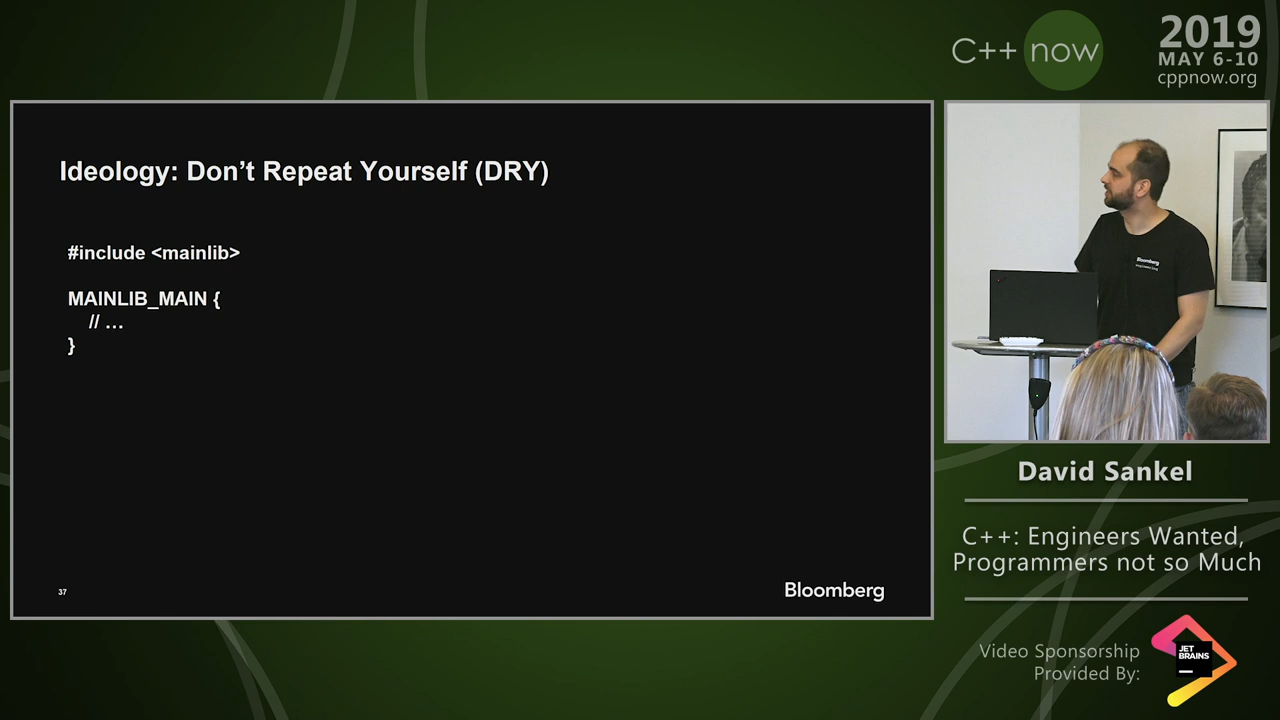 C++ now
2019
MAY 6-10
cppnow.org
Ideology: Don’t Repeat Yourself (DRY)
#include <mainlib>
MAINLIB_MAIN {
// …
}
37
Bloomberg
Bloomberg
David Sankel
C++: Engineers Wanted,
Programmers not so Much
Video Sponsorship
Provided By:
JET
BRAINS